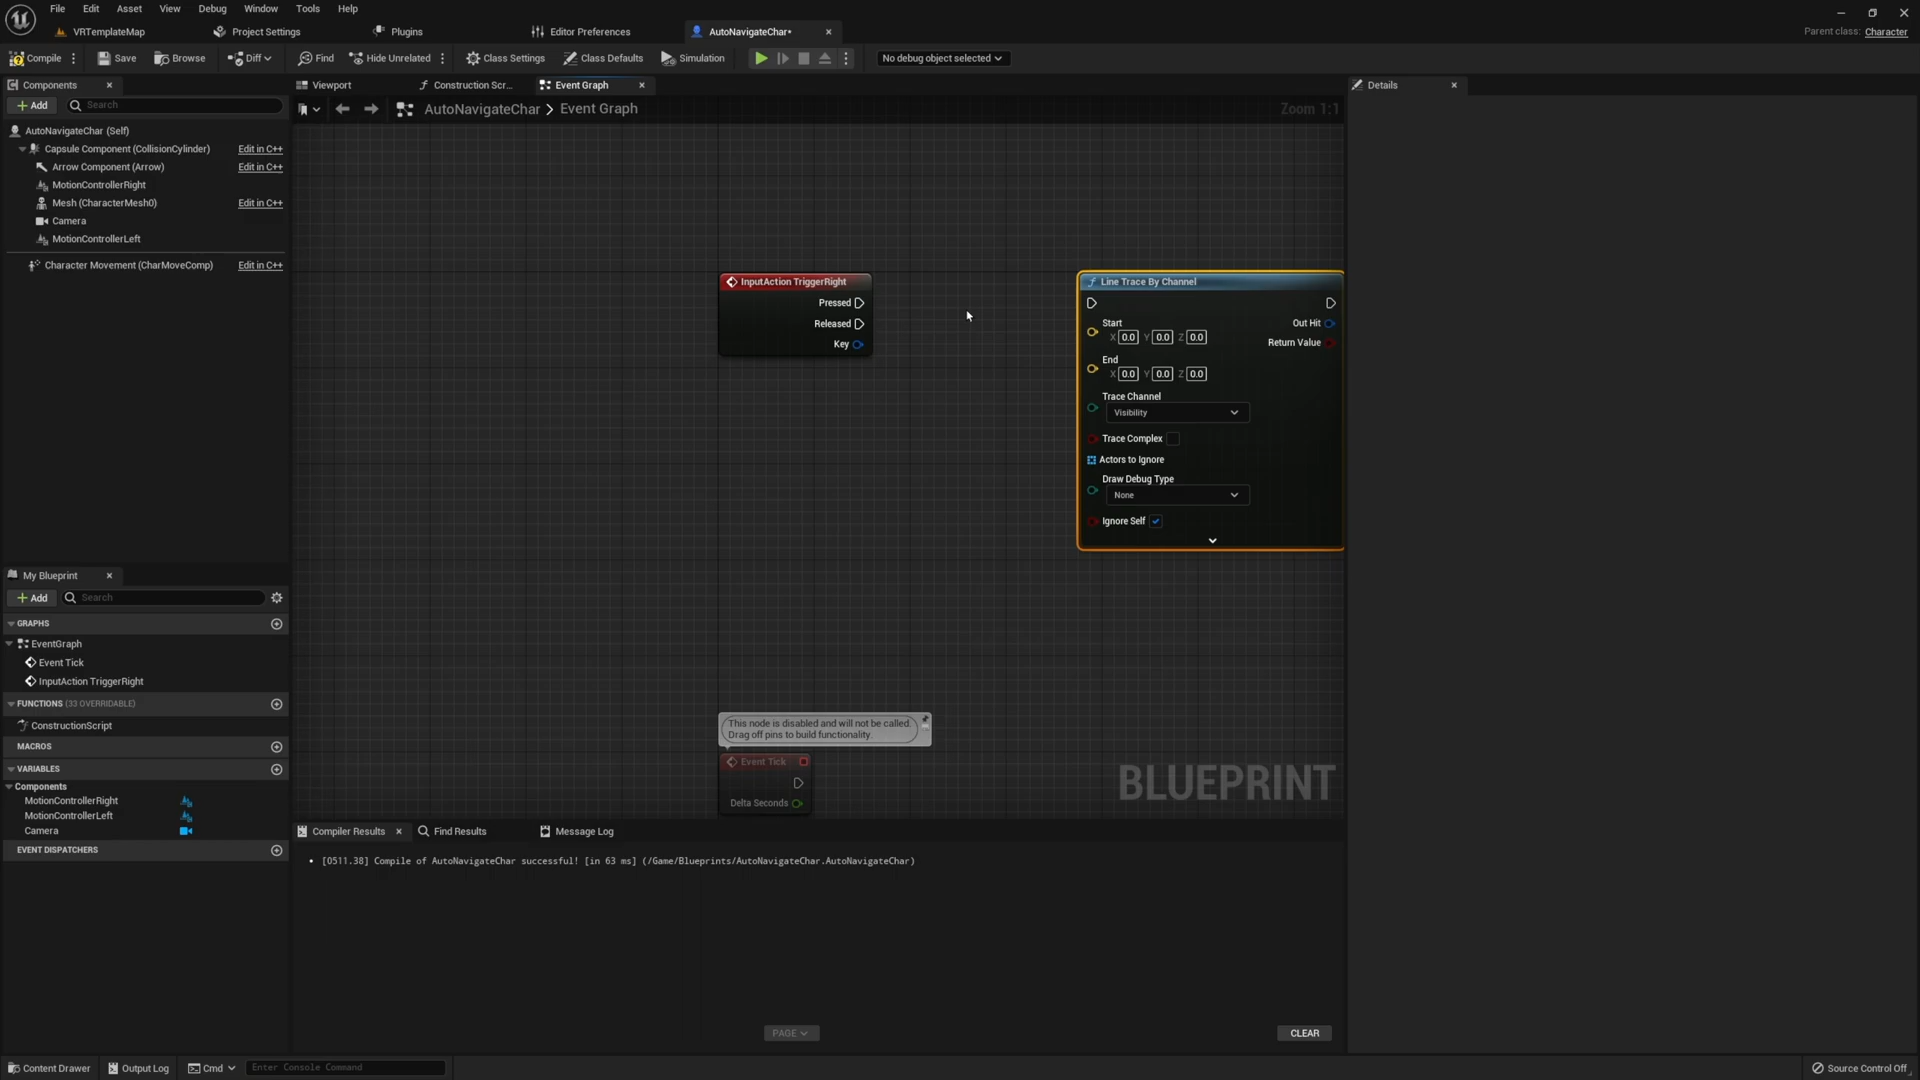 File Edit Asset View Debug Window Tools Help
VRTemplateMap Project Settings Plugins Editor Preferences AutoNavigateChar*
Parent class: Character
Compile Save Browse Diff Find Hide Unrelated Class Settings Class Defaults Simulation No debug object selected
Components
Viewport Construction Scr... Event Graph
Details
Add Search
AutoNavigateChar > Event Graph
Zoom 1:1
AutoNavigateChar (Self)
Capsule Component (CollisionCylinder) Edit in C++
Arrow Component (Arrow) Edit in C++
MotionControllerRight
Mesh (CharacterMesh0) Edit in C++
Camera
MotionControllerLeft
Character Movement (CharMoveComp) Edit in C++
InputAction TriggerRight
Pressed
Released
Key
Line Trace By Channel
Start
X 0.0 Y 0.0 Z 0.0
Out Hit
Return Value
End
X 0.0 Y 0.0 Z 0.0
Trace Channel
Visibility
Trace Complex
Actors to Ignore
Draw Debug Type
None
Ignore Self
This node is disabled and will not be called.
Drag off pins to build functionality.
Event Tick
Delta Seconds
BLUEPRINT
My Blueprint
Add Search
GRAPHS
EventGraph
Event Tick
InputAction TriggerRight
FUNCTIONS (33 OVERRIDABLE)
ConstructionScript
MACROS
VARIABLES
Components
MotionControllerRight
MotionControllerLeft
Camera
EVENT DISPATCHERS
Compiler Results Find Results Message Log
[0511.38] Compile of AutoNavigateChar successful! [in 63 ms] (/Game/Blueprints/AutoNavigateChar.AutoNavigateChar)
PAGE
CLEAR
Content Drawer Output Log Cmd Enter Console Command
Source Control Off